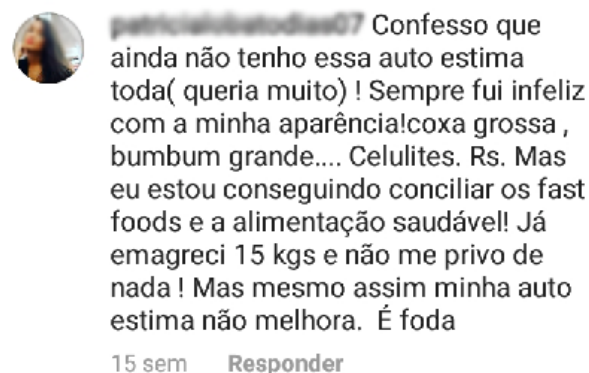 Confesso que
ainda não tenho essa auto estima
toda( queria muito) ! Sempre fui infeliz
com a minha aparência!coxa grossa ,
bumbum grande.... Celulites. Rs. Mas
eu estou conseguindo conciliar os fast
foods e a alimentação saudável! Já
emagreci 15 kgs e não me privo de
nada ! Mas mesmo assim minha auto
estima não melhora.  É foda
15 sem Responder